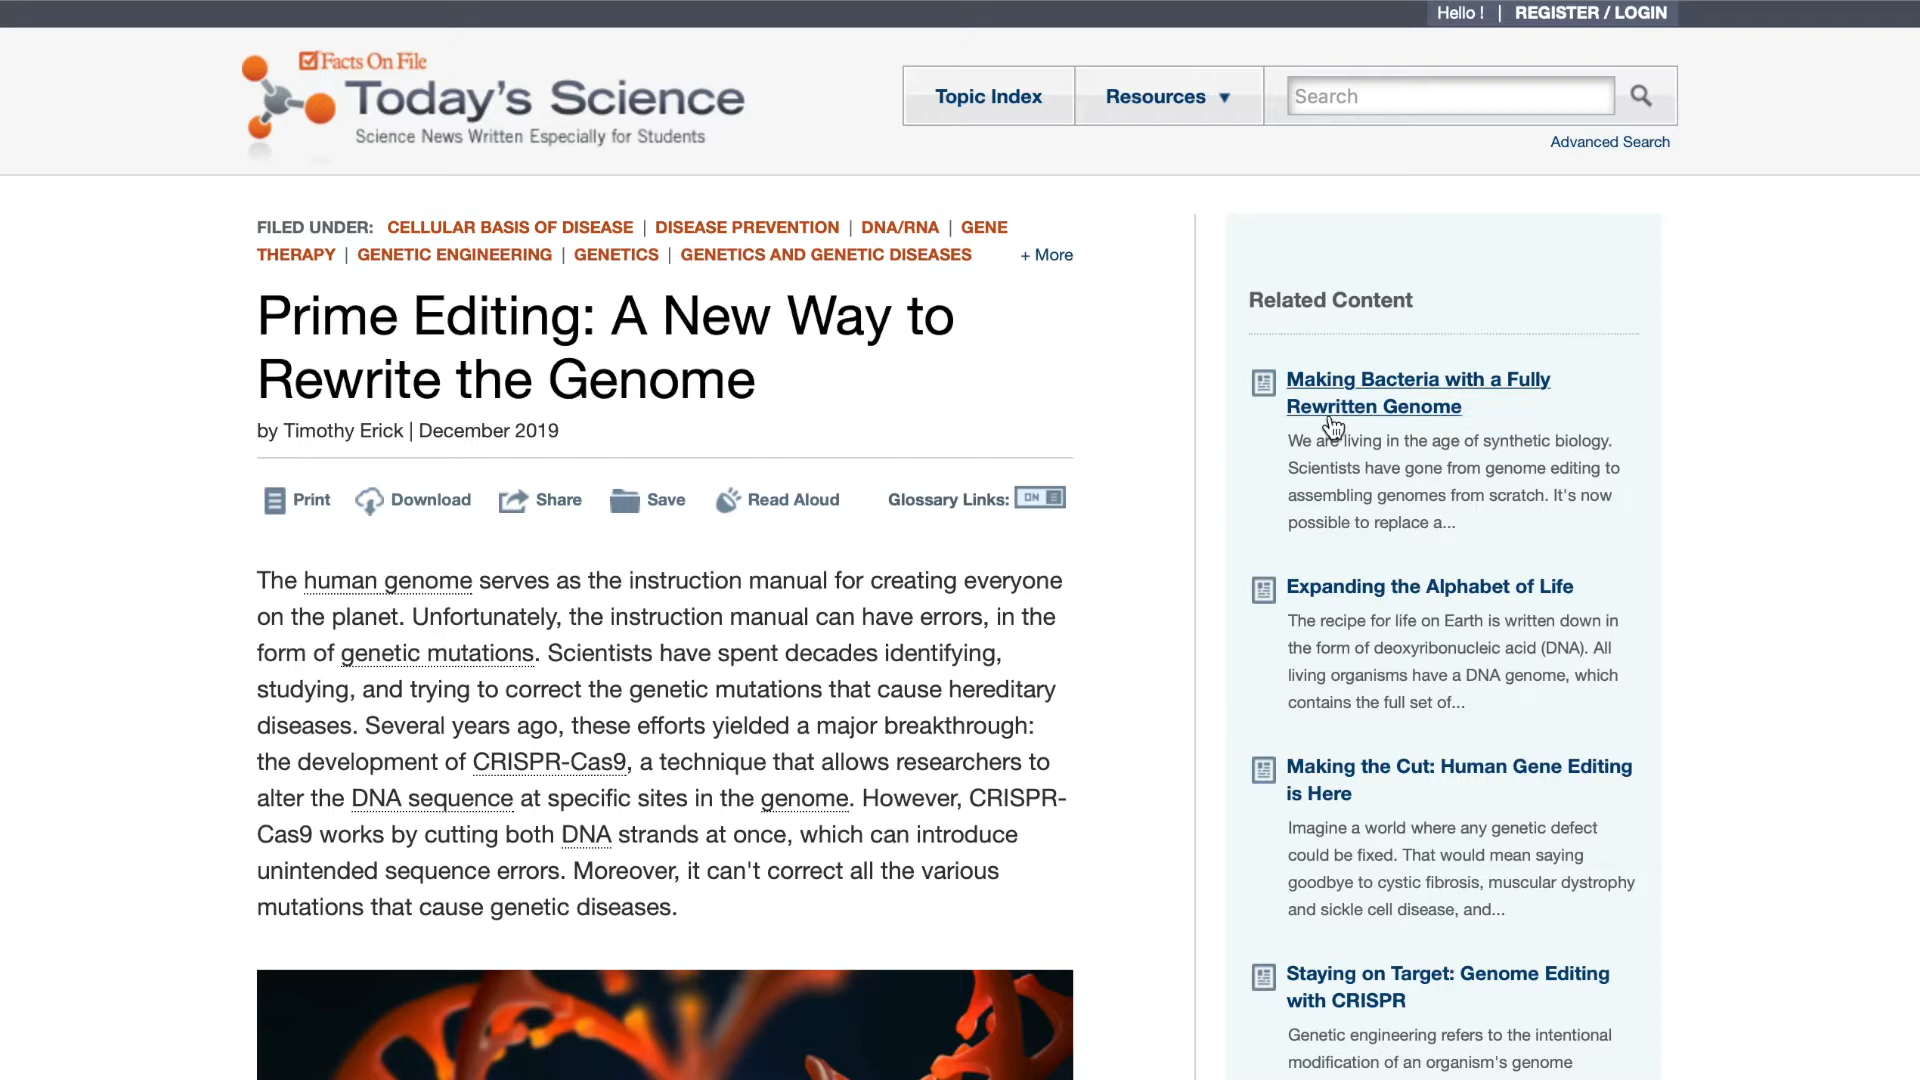 Hello ! | REGISTER / LOGIN
Facts On File
Today's Science
Science News Written Especially for Students
Topic Index
Resources ▼
Search
Advanced Search
FILED UNDER: CELLULAR BASIS OF DISEASE | DISEASE PREVENTION | DNA/RNA | GENE
THERAPY | GENETIC ENGINEERING | GENETICS | GENETICS AND GENETIC DISEASES
+ More
Prime Editing: A New Way to
Rewrite the Genome
by Timothy Erick | December 2019
Print
Download
Share
Save
Read Aloud
Glossary Links: ON
The human genome serves as the instruction manual for creating everyone
on the planet. Unfortunately, the instruction manual can have errors, in the
form of genetic mutations. Scientists have spent decades identifying,
studying, and trying to correct the genetic mutations that cause hereditary
diseases. Several years ago, these efforts yielded a major breakthrough:
the development of CRISPR-Cas9, a technique that allows researchers to
alter the DNA sequence at specific sites in the genome. However, CRISPR-
Cas9 works by cutting both DNA strands at once, which can introduce
unintended sequence errors. Moreover, it can't correct all the various
mutations that cause genetic diseases.
Related Content
Making Bacteria with a Fully
Rewritten Genome
We are living in the age of synthetic biology.
Scientists have gone from genome editing to
assembling genomes from scratch. It's now
possible to replace a...
Expanding the Alphabet of Life
The recipe for life on Earth is written down in
the form of deoxyribonucleic acid (DNA). All
living organisms have a DNA genome, which
contains the full set of...
Making the Cut: Human Gene Editing
is Here
Imagine a world where any genetic defect
could be fixed. That would mean saying
goodbye to cystic fibrosis, muscular dystrophy
and sickle cell disease, and...
Staying on Target: Genome Editing
with CRISPR
Genetic engineering refers to the intentional
modification of an organism's genome